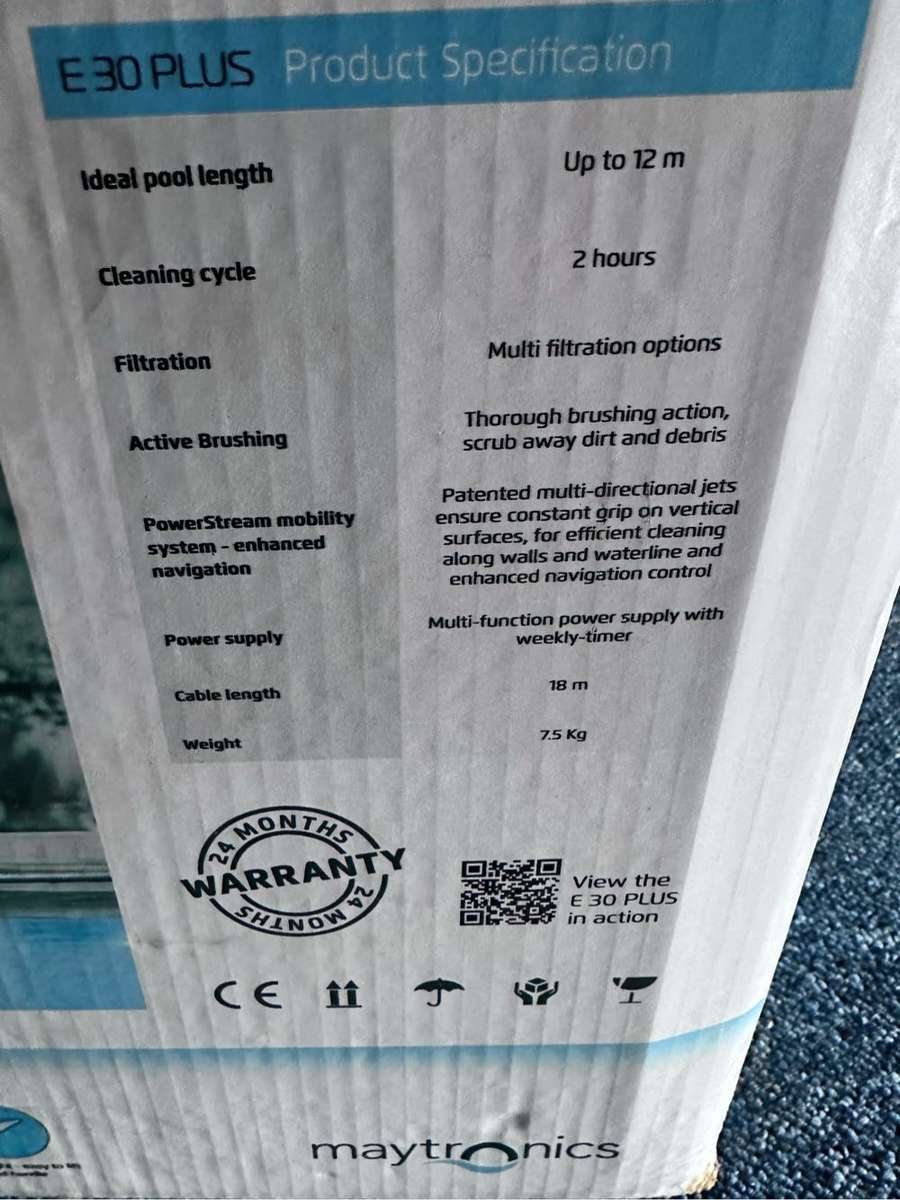 E 30 PLUS Product Specification
Ideal pool length Up to 12 m
Cleaning cycle 2 hours
Filtration Multi filtration options
Active Brushing Thorough brushing action,
scrub away dirt and debris
PowerStream mobility
system - enhanced
navigation
Patented multi-directional jets
ensure constant grip on vertical
surfaces, for efficient cleaning
along walls and waterline and
enhanced navigation control
Power supply Multi-function power supply with
weekly-timer
Cable length 18 m
Weight 7.5 Kg
24 MONTHS
WARRANTY
24 MONTHS
View the
E 30 PLUS
in action
CE
maytronics
easy to lift